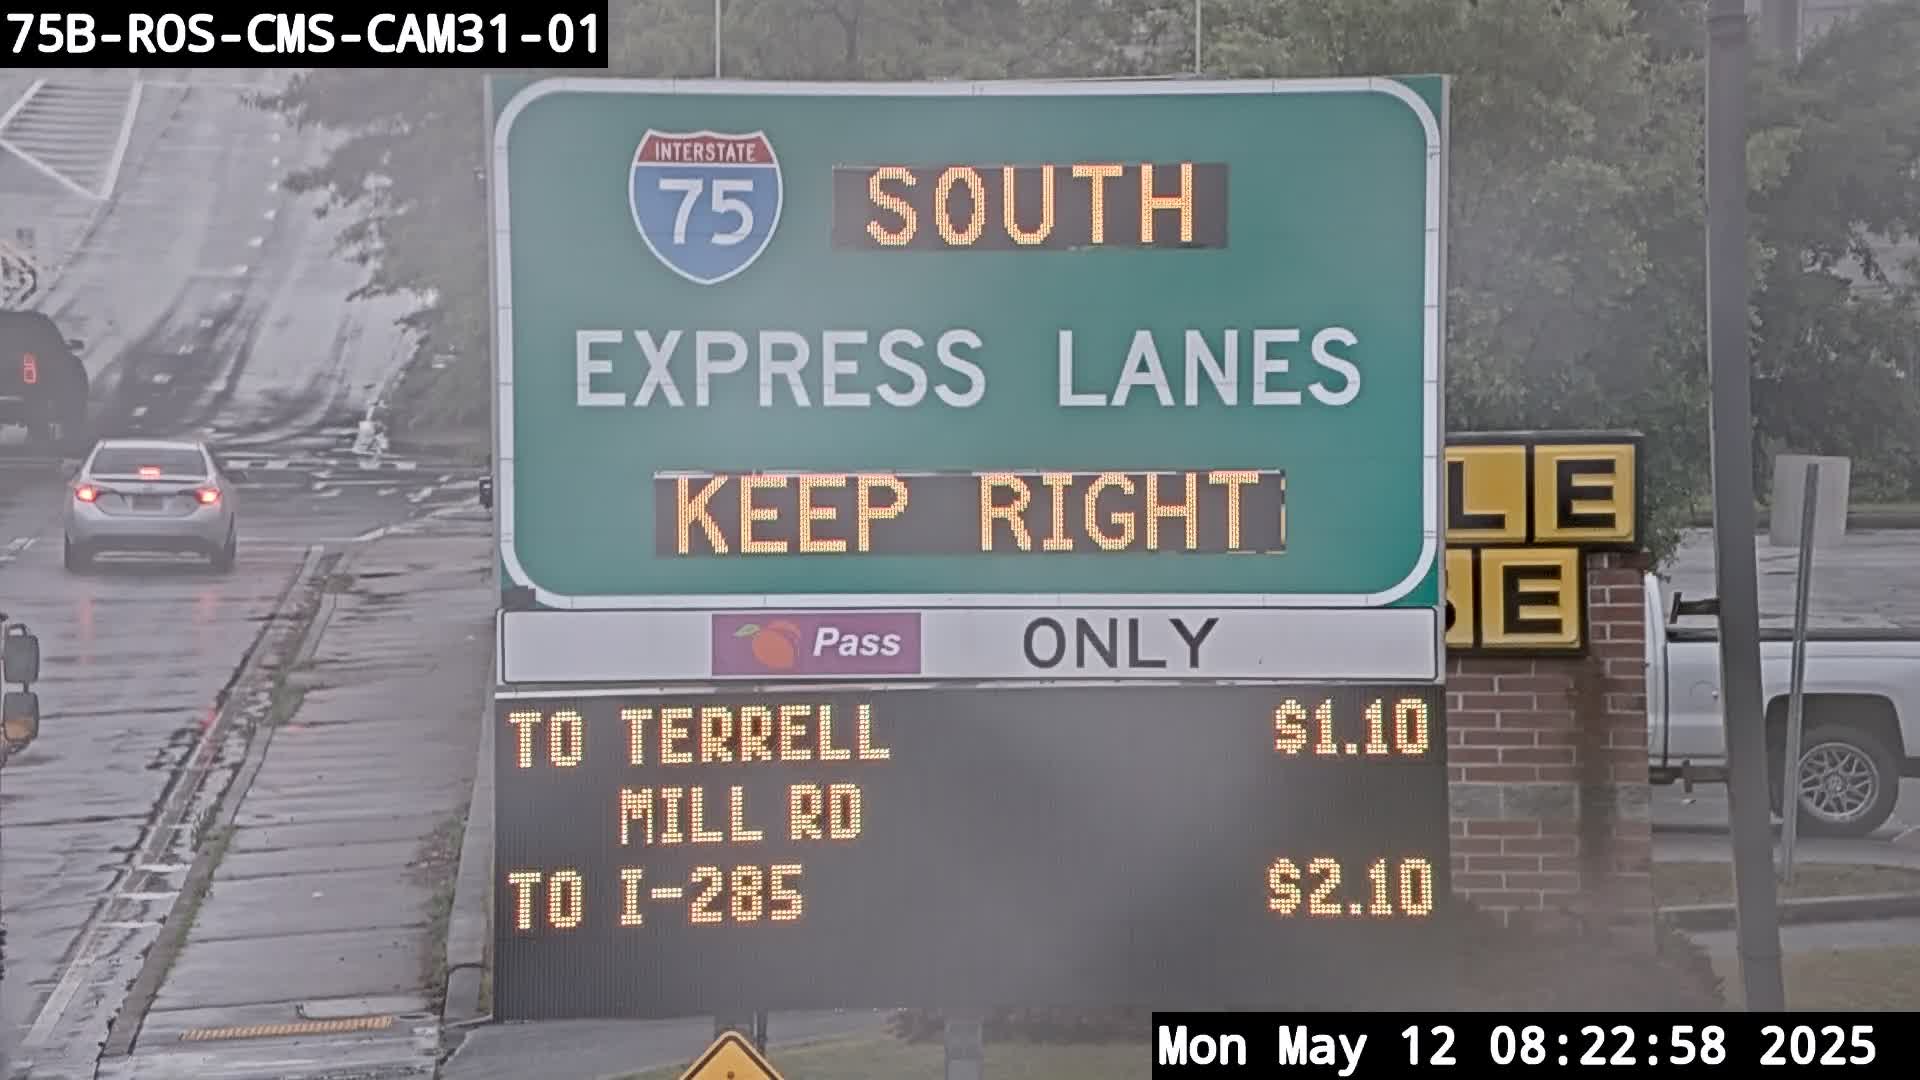 75B-ROS-CMS-CAM31-01
INTERSTATE
75
SOUTH
EXPRESS LANES
KEEP RIGHT
Pass ONLY
TO TERRELL $1.10
MILL RD
TO I-285 $2.10
LE
E
Mon May 12 08:22:58 2025